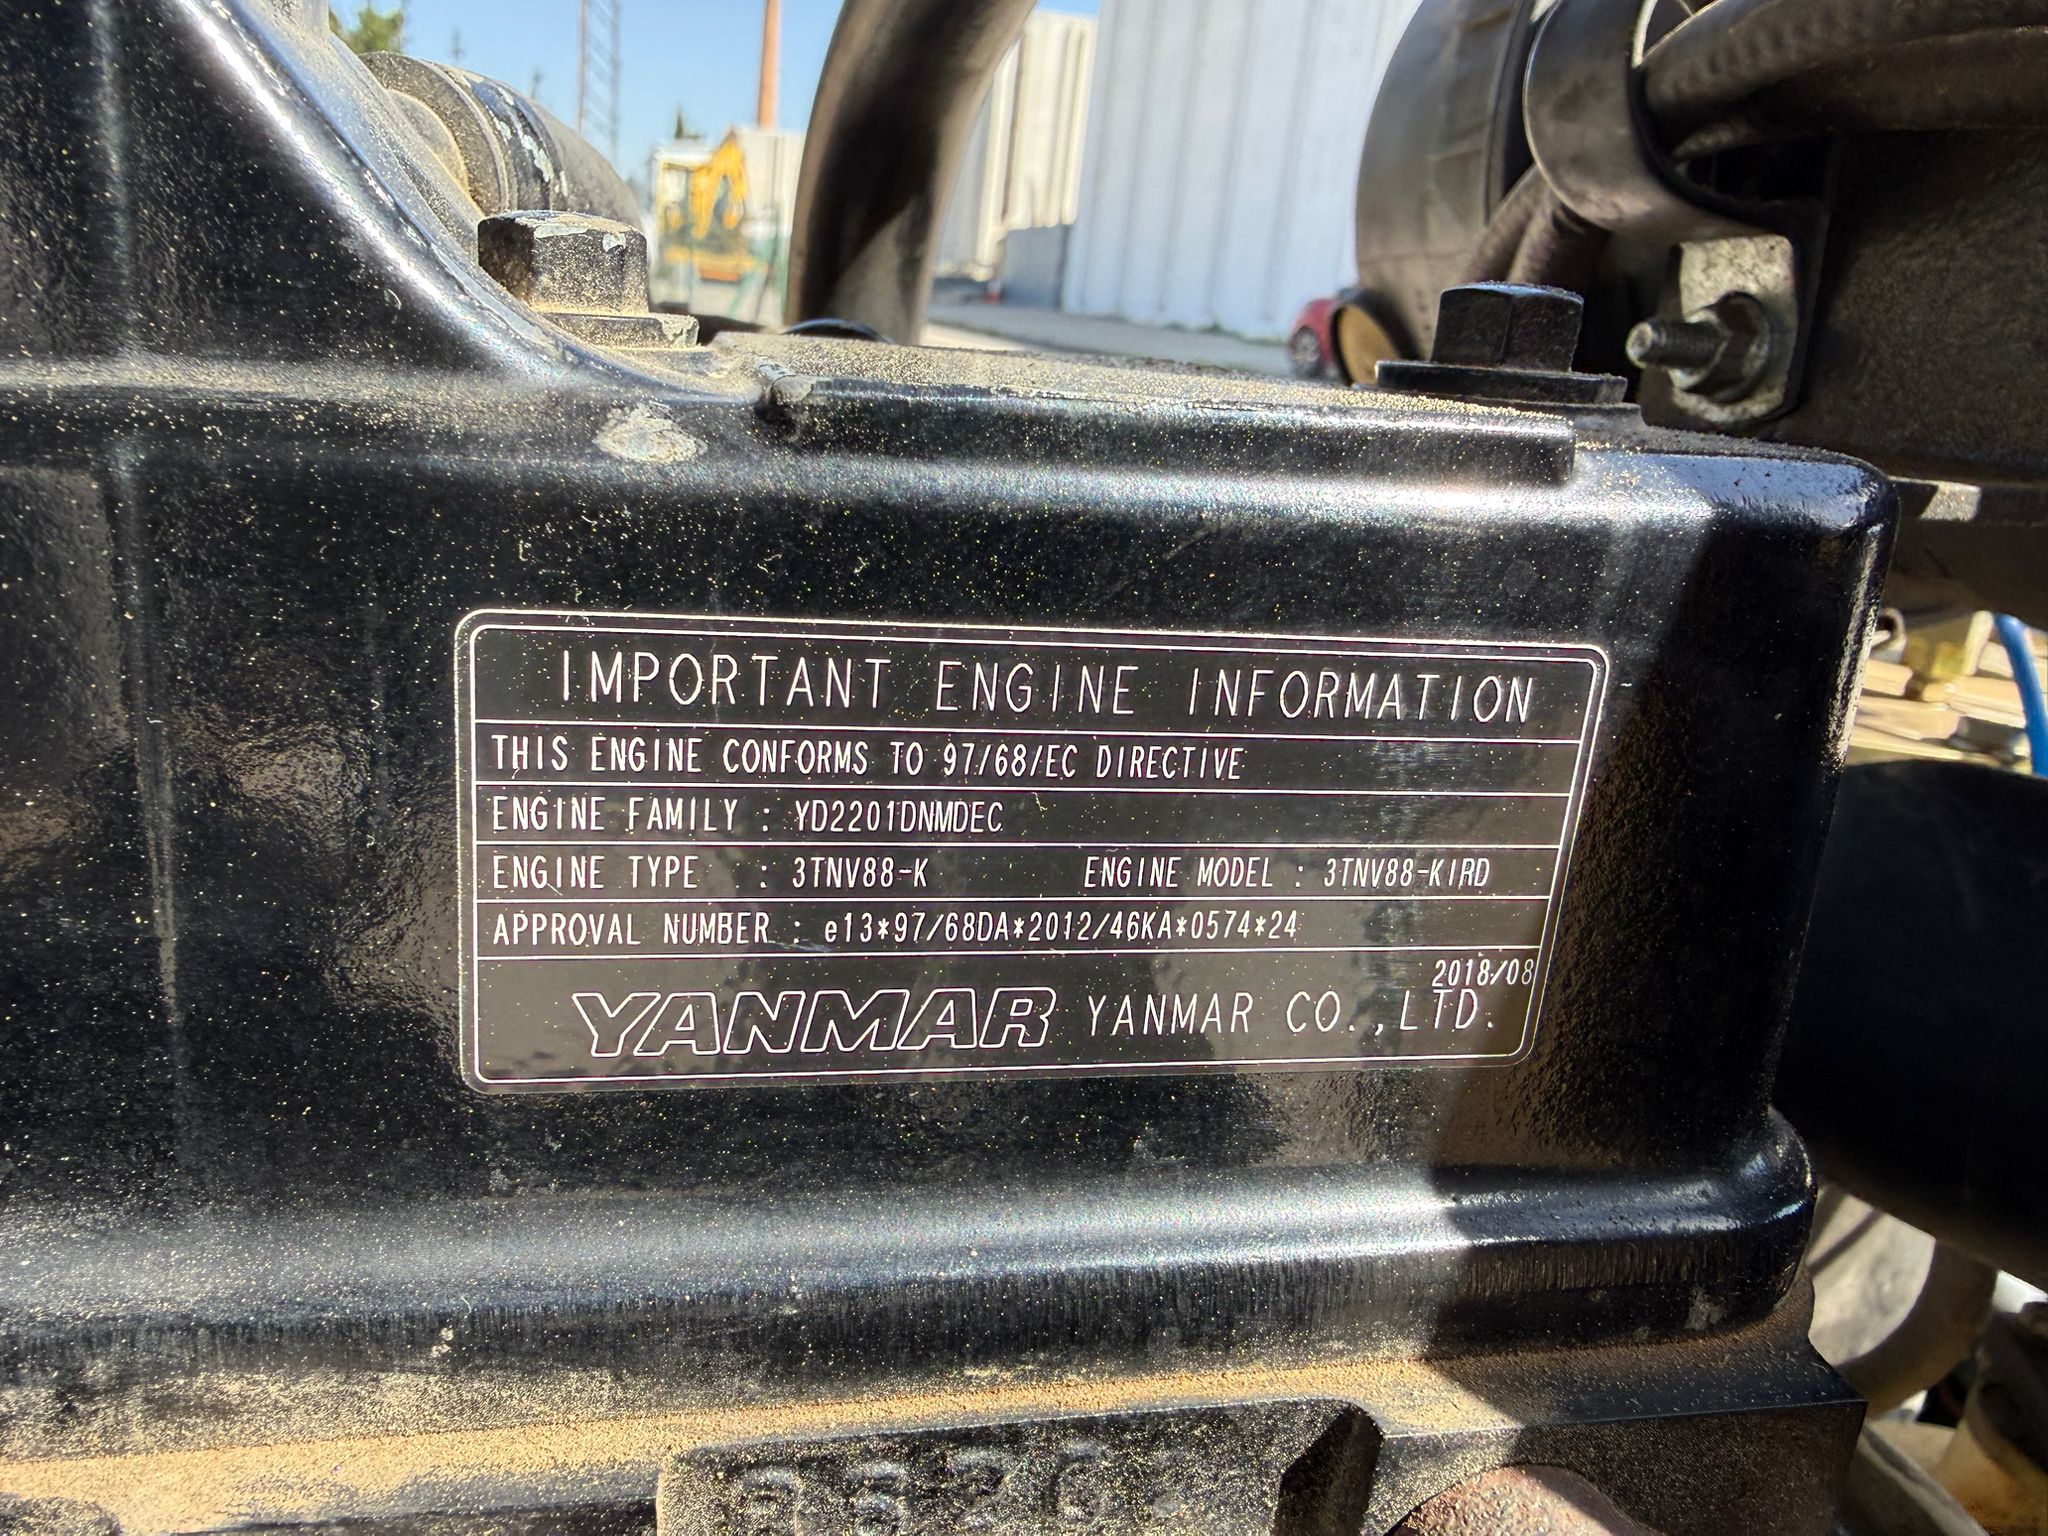 IMPORTANT ENGINE INFORMATION
THIS ENGINE CONFORMS TO 97/68/EC DIRECTIVE
ENGINE FAMILY : YD2201DNMDEC
ENGINE TYPE : 3TNV88-K ENGINE MODEL : 3TNV88-KIRD
APPROVAL NUMBER : e13*97/68DA*2012/46KA*0574*24
2018/08
YANMAR YANMAR CO.,LTD.